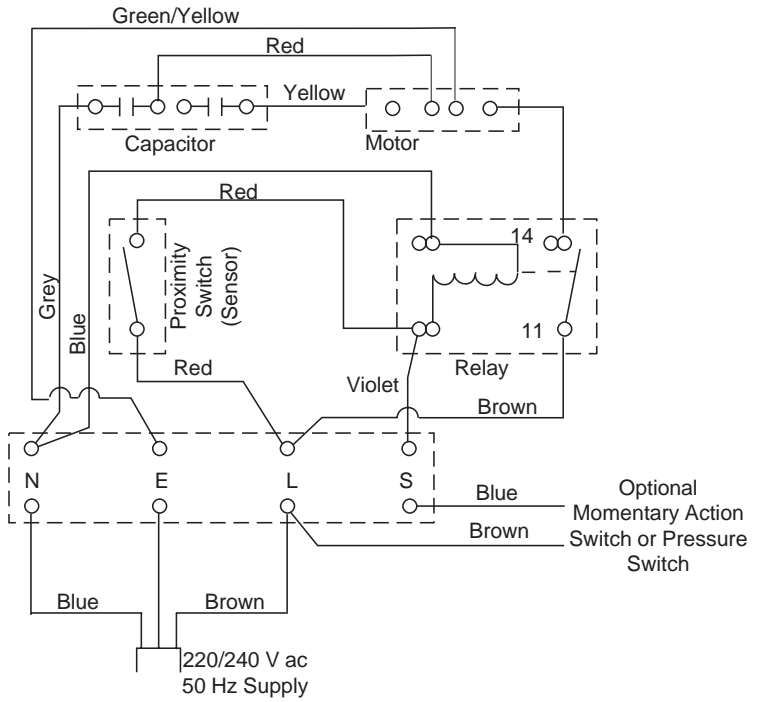 Green/Yellow
Red
Yellow
Capacitor
Motor
Red
14
Proximity
Switch
(Sensor)
Grey
Blue
11
Red
Violet
Relay
Brown
N
E
L
S
Blue
Brown
Optional
Momentary Action
Switch or Pressure
Switch
Blue
Brown
220/240 V ac
50 Hz Supply